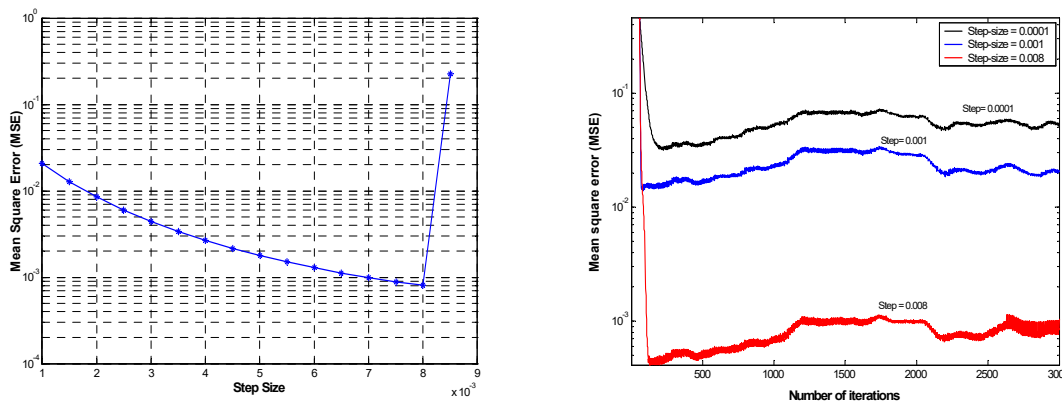 Mean Square Error (MSE)
10^0
10^-1
10^-2
10^-3
10^-4
1 2 3 4 5 6 7 8 9
x 10^-3
Step Size
Mean Square error (MSE)
10^-1
10^-2
10^-3
Step-size = 0.0001
Step-size = 0.001
Step-size = 0.008
Step= 0.0001
Step= 0.001
Step = 0.008
500 1000 1500 2000 2500 300
Number of iterations